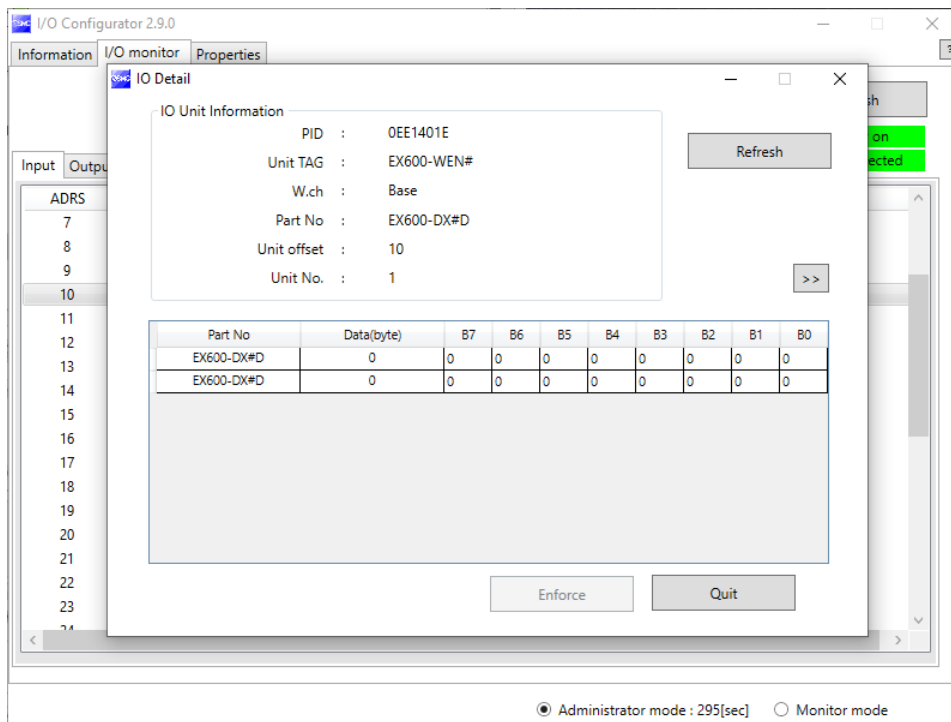 I/O Configurator 2.9.0
Information I/O monitor Properties
IO Detail
IO Unit Information
PID : 0EE1401E
Unit TAG : EX600-WEN#
W.ch : Base
Part No : EX600-DX#D
Unit offset : 10
Unit No. : 1
Refresh
>>
on
Input
ADRS
7
8
9
10
11
12
13
14
15
16
17
18
19
20
21
22
23
Part No Data(byte) B7 B6 B5 B4 B3 B2 B1 B0
EX600-DX#D 0 0 0 0 0 0 0 0 0
EX600-DX#D 0 0 0 0 0 0 0 0 0
Enforce Quit
Administrator mode : 295[sec] Monitor mode